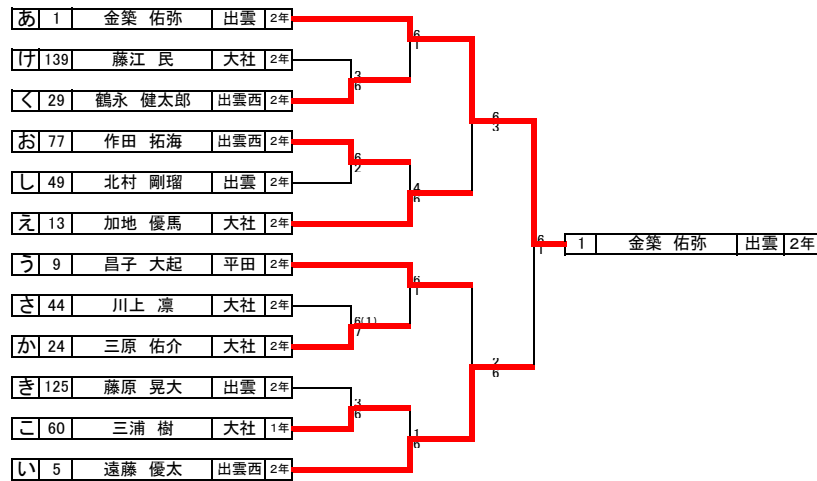 あ 1 金築 佑弥 出雲 2年
6
1
け 139 藤江 民 大社 2年
3
6
く 29 鶴永 健太郎 出雲西 2年
6
3
お 77 作田 拓海 出雲西 2年
6
2
し 49 北村 剛瑠 出雲 2年
4
6
え 13 加地 優馬 大社 2年
6
1
1 金築 佑弥 出雲 2年
う 9 昌子 大起 平田 2年
6
1
さ 44 川上 凛 大社 2年
6(1)
7
か 24 三原 佑介 大社 2年
2
6
き 125 藤原 晃大 出雲 2年
3
6
こ 60 三浦 樹 大社 1年
1
6
い 5 遠藤 優太 出雲西 2年